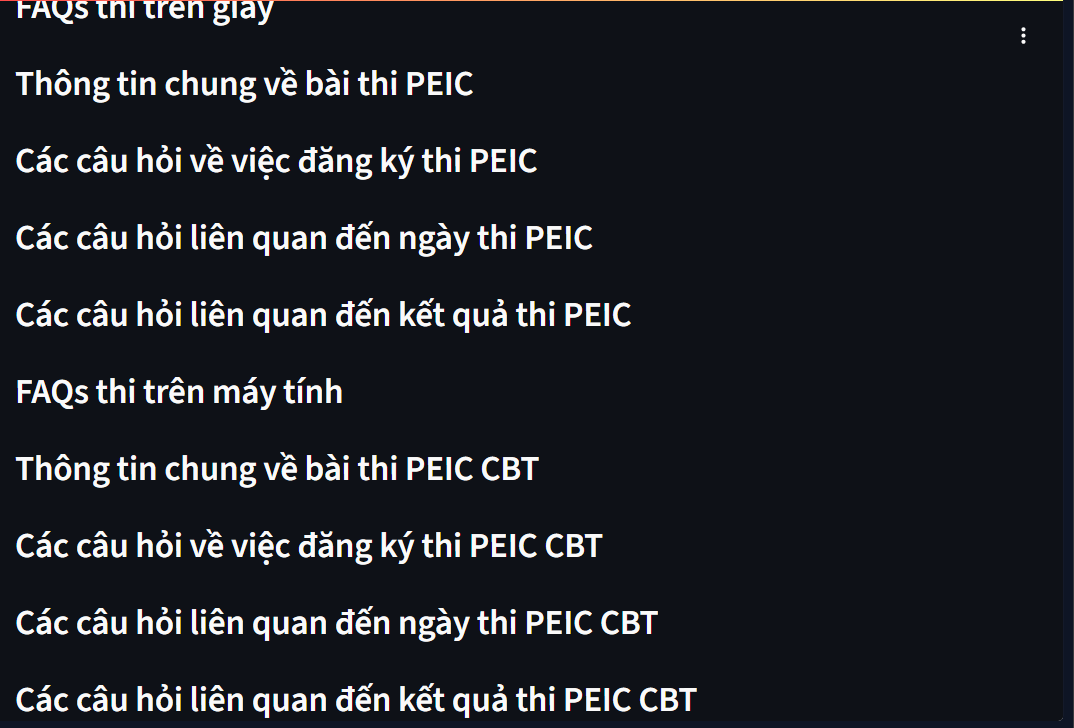 FAQs thi trên giấy
Thông tin chung về bài thi PEIC
Các câu hỏi về việc đăng ký thi PEIC
Các câu hỏi liên quan đến ngày thi PEIC
Các câu hỏi liên quan đến kết quả thi PEIC
FAQs thi trên máy tính
Thông tin chung về bài thi PEIC CBT
Các câu hỏi về việc đăng ký thi PEIC CBT
Các câu hỏi liên quan đến ngày thi PEIC CBT
Các câu hỏi liên quan đến kết quả thi PEIC CBT